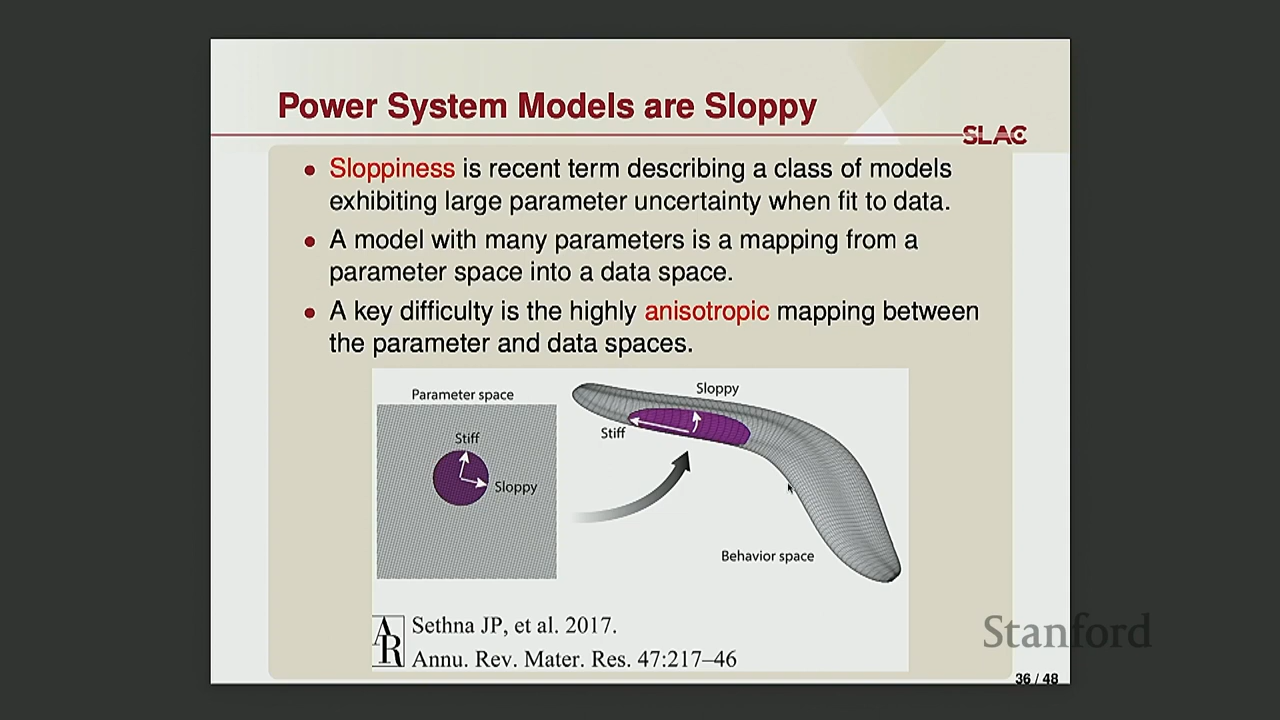 Power System Models are Sloppy
SLAC
Sloppiness is recent term describing a class of models
exhibiting large parameter uncertainty when fit to data.
A model with many parameters is a mapping from a
parameter space into a data space.
A key difficulty is the highly anisotropic mapping between
the parameter and data spaces.
Parameter space
Stiff
Sloppy
Sloppy
Stiff
Behavior space
AR
Sethna JP, et al. 2017.
Annu. Rev. Mater. Res. 47:217–46
Stanford
36 / 48